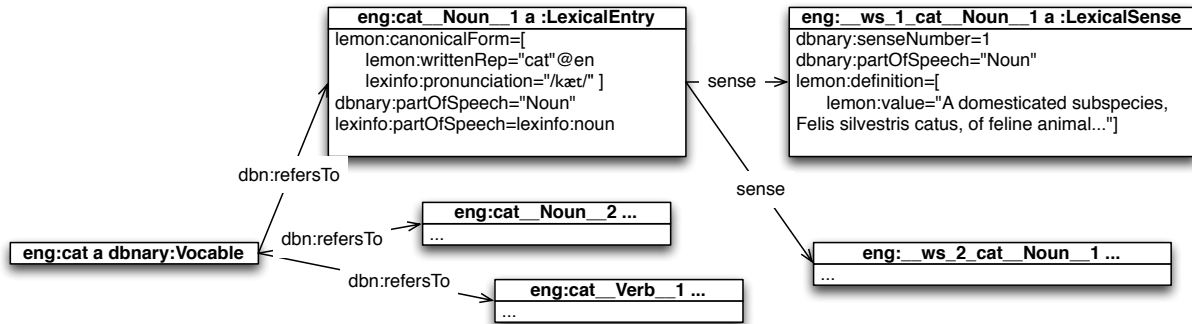 eng:cat__Noun__1 a :LexicalEntry
lemon:canonicalForm=[
lemon:writtenRep="cat"@en
lexinfo:pronunciation="/kæt/" ]
dbnary:partOfSpeech="Noun"
lexinfo:partOfSpeech=lexinfo:noun
sense
eng:__ws_1_cat__Noun__1 a :LexicalSense
dbnary:senseNumber=1
dbnary:partOfSpeech="Noun"
lemon:definition=[
lemon:value="A domesticated subspecies,
Felis silvestris catus, of feline animal..."]
dbn:refersTo
sense
eng:cat__Noun__2 ...
...
dbn:refersTo
eng:cat a dbnary:Vocable
eng:__ws_2_cat__Noun__1 ...
...
dbn:refersTo
eng:cat__Verb__1 ...
...